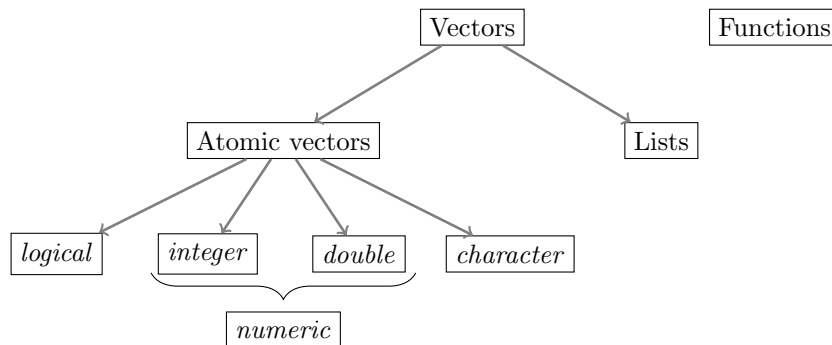 Vectors
Functions
Atomic vectors
Lists
logical
integer
double
character
numeric